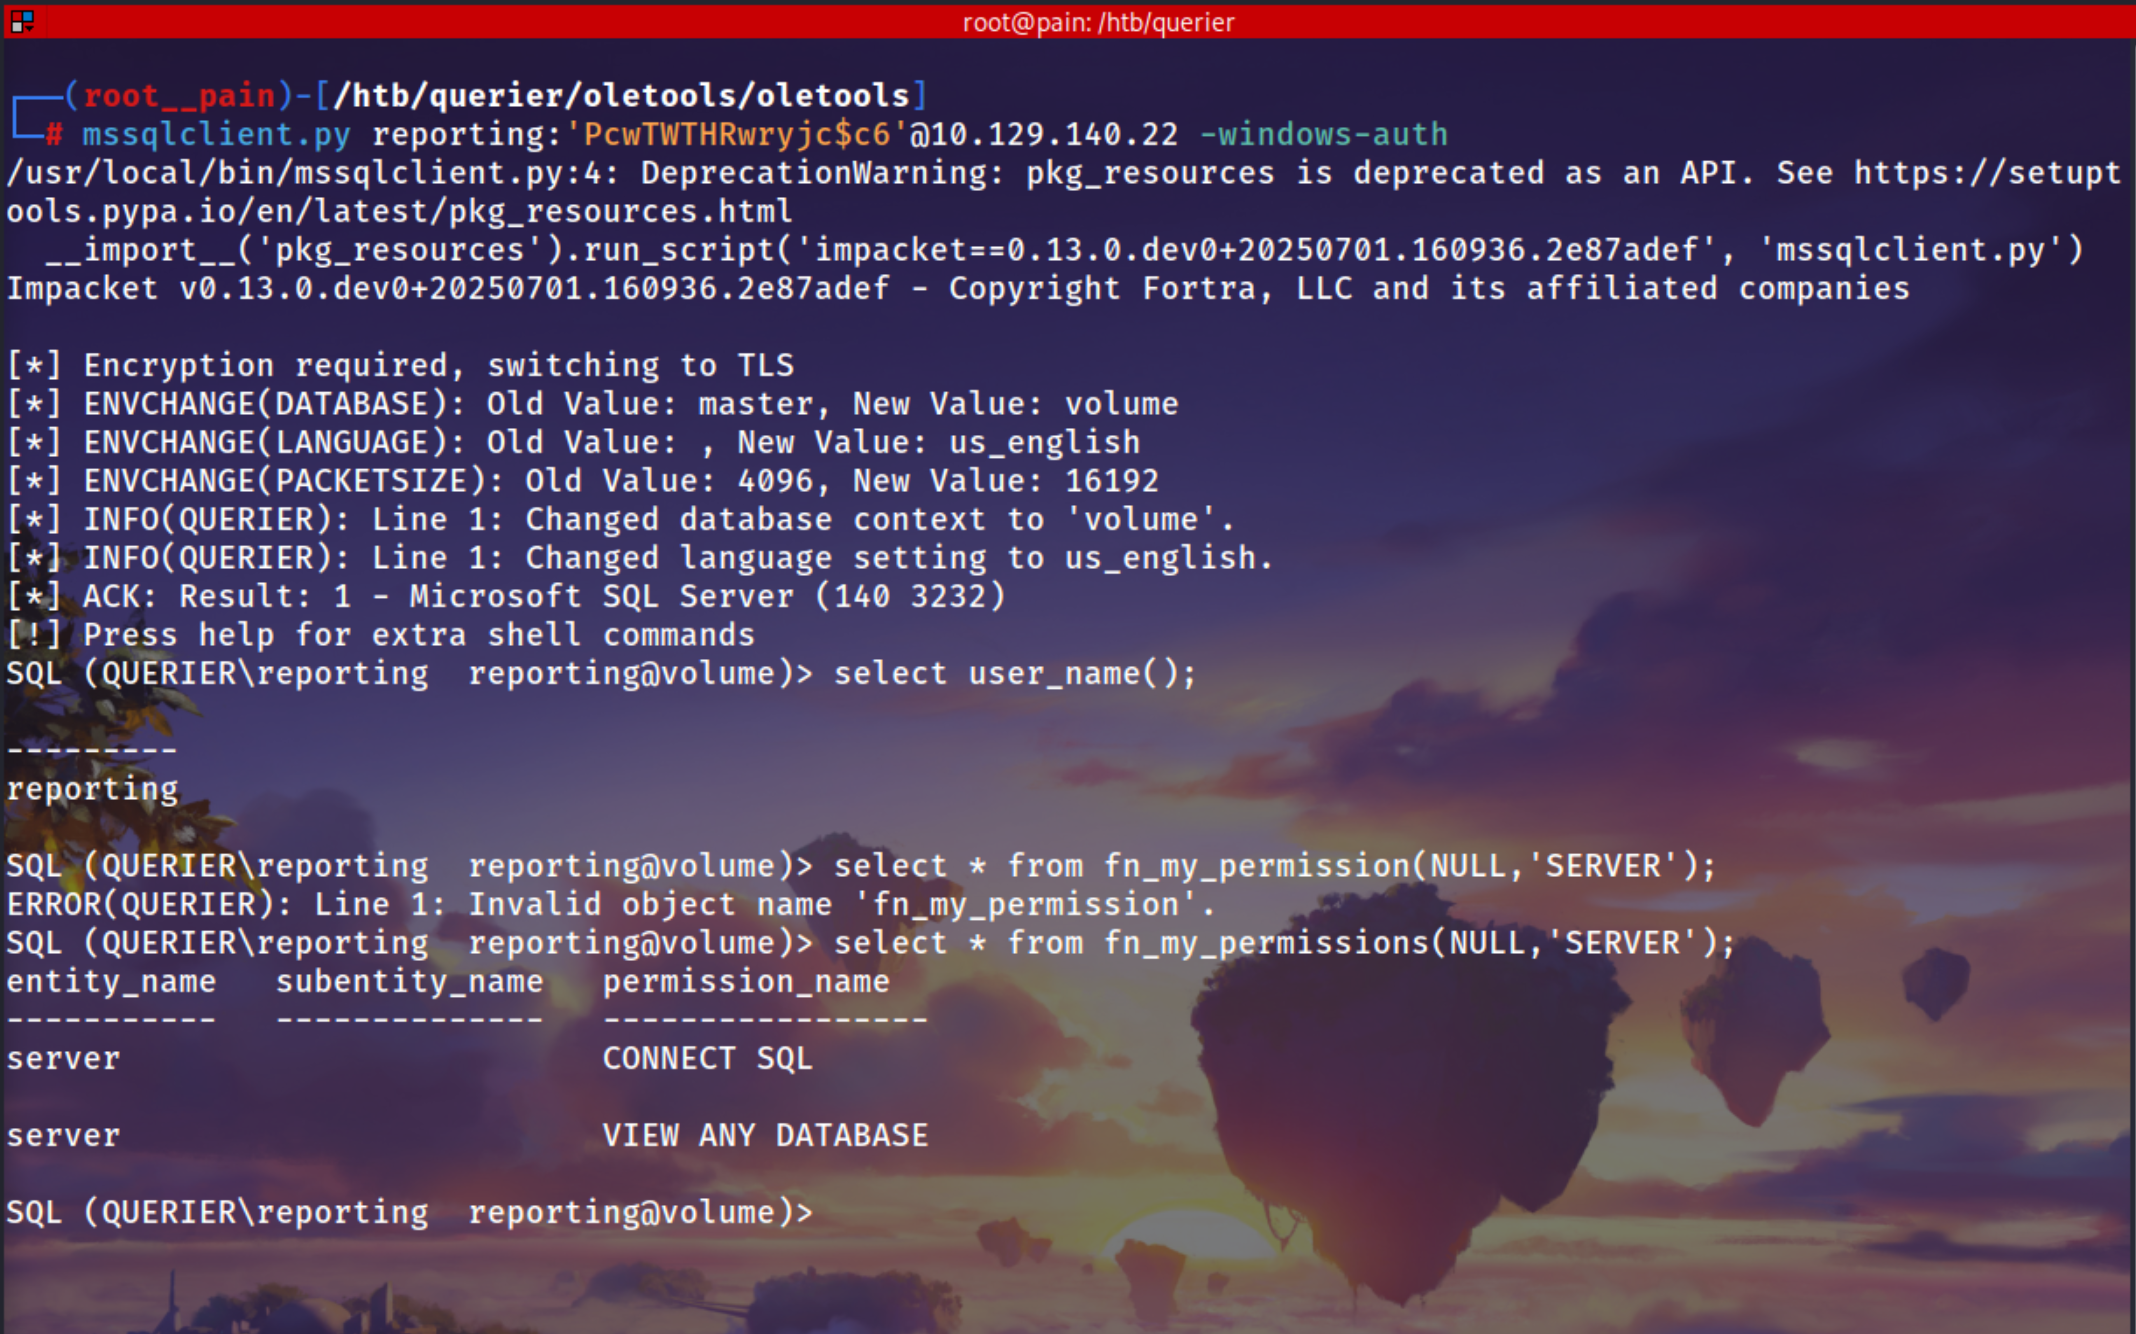 root@pain: /htb/querier
┌──(root__pain)-[/htb/querier/oletools/oletools]
└─# mssqlclient.py reporting:'PcwTWTHRwryjc$c6'@10.129.140.22 -windows-auth
/usr/local/bin/mssqlclient.py:4: DeprecationWarning: pkg_resources is deprecated as an API. See https://setupt
ools.pypa.io/en/latest/pkg_resources.html
  __import__('pkg_resources').run_script('impacket==0.13.0.dev0+20250701.160936.2e87adef', 'mssqlclient.py')
Impacket v0.13.0.dev0+20250701.160936.2e87adef - Copyright Fortra, LLC and its affiliated companies
[*] Encryption required, switching to TLS
[*] ENVCHANGE(DATABASE): Old Value: master, New Value: volume
[*] ENVCHANGE(LANGUAGE): Old Value: , New Value: us_english
[*] ENVCHANGE(PACKETSIZE): Old Value: 4096, New Value: 16192
[*] INFO(QUERIER): Line 1: Changed database context to 'volume'.
[*] INFO(QUERIER): Line 1: Changed language setting to us_english.
[*] ACK: Result: 1 - Microsoft SQL Server (140 3232)
[!] Press help for extra shell commands
SQL (QUERIER\reporting  reporting@volume)> select user_name();
---------
reporting
SQL (QUERIER\reporting  reporting@volume)> select * from fn_my_permission(NULL,'SERVER');
ERROR(QUERIER): Line 1: Invalid object name 'fn_my_permission'.
SQL (QUERIER\reporting  reporting@volume)> select * from fn_my_permissions(NULL,'SERVER');
entity_name   subentity_name   permission_name
-----------   --------------   -----------------
server                         CONNECT SQL
server                         VIEW ANY DATABASE
SQL (QUERIER\reporting  reporting@volume)>